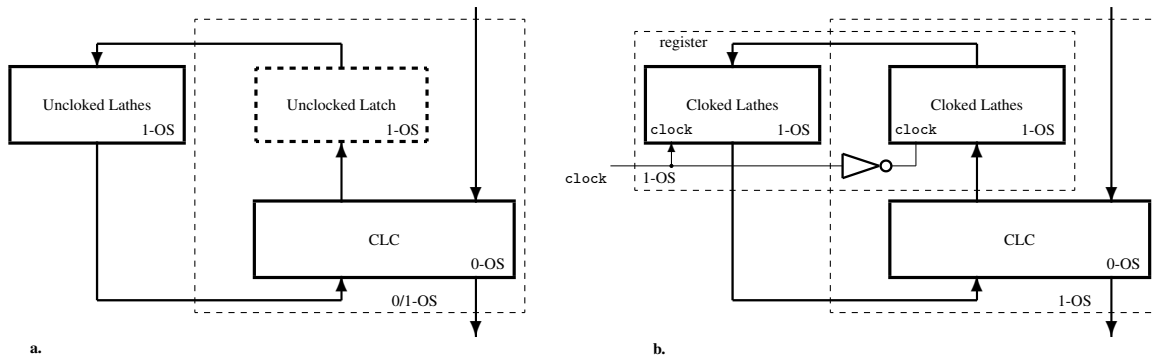 Uncloked Lathes
1-OS
Unclocked Latch
1-OS
CLC
0-OS
0/1-OS
a.
register
Cloked Lathes
clock
1-OS
Cloked Lathes
clock
1-OS
clock
1-OS
CLC
0-OS
1-OS
b.